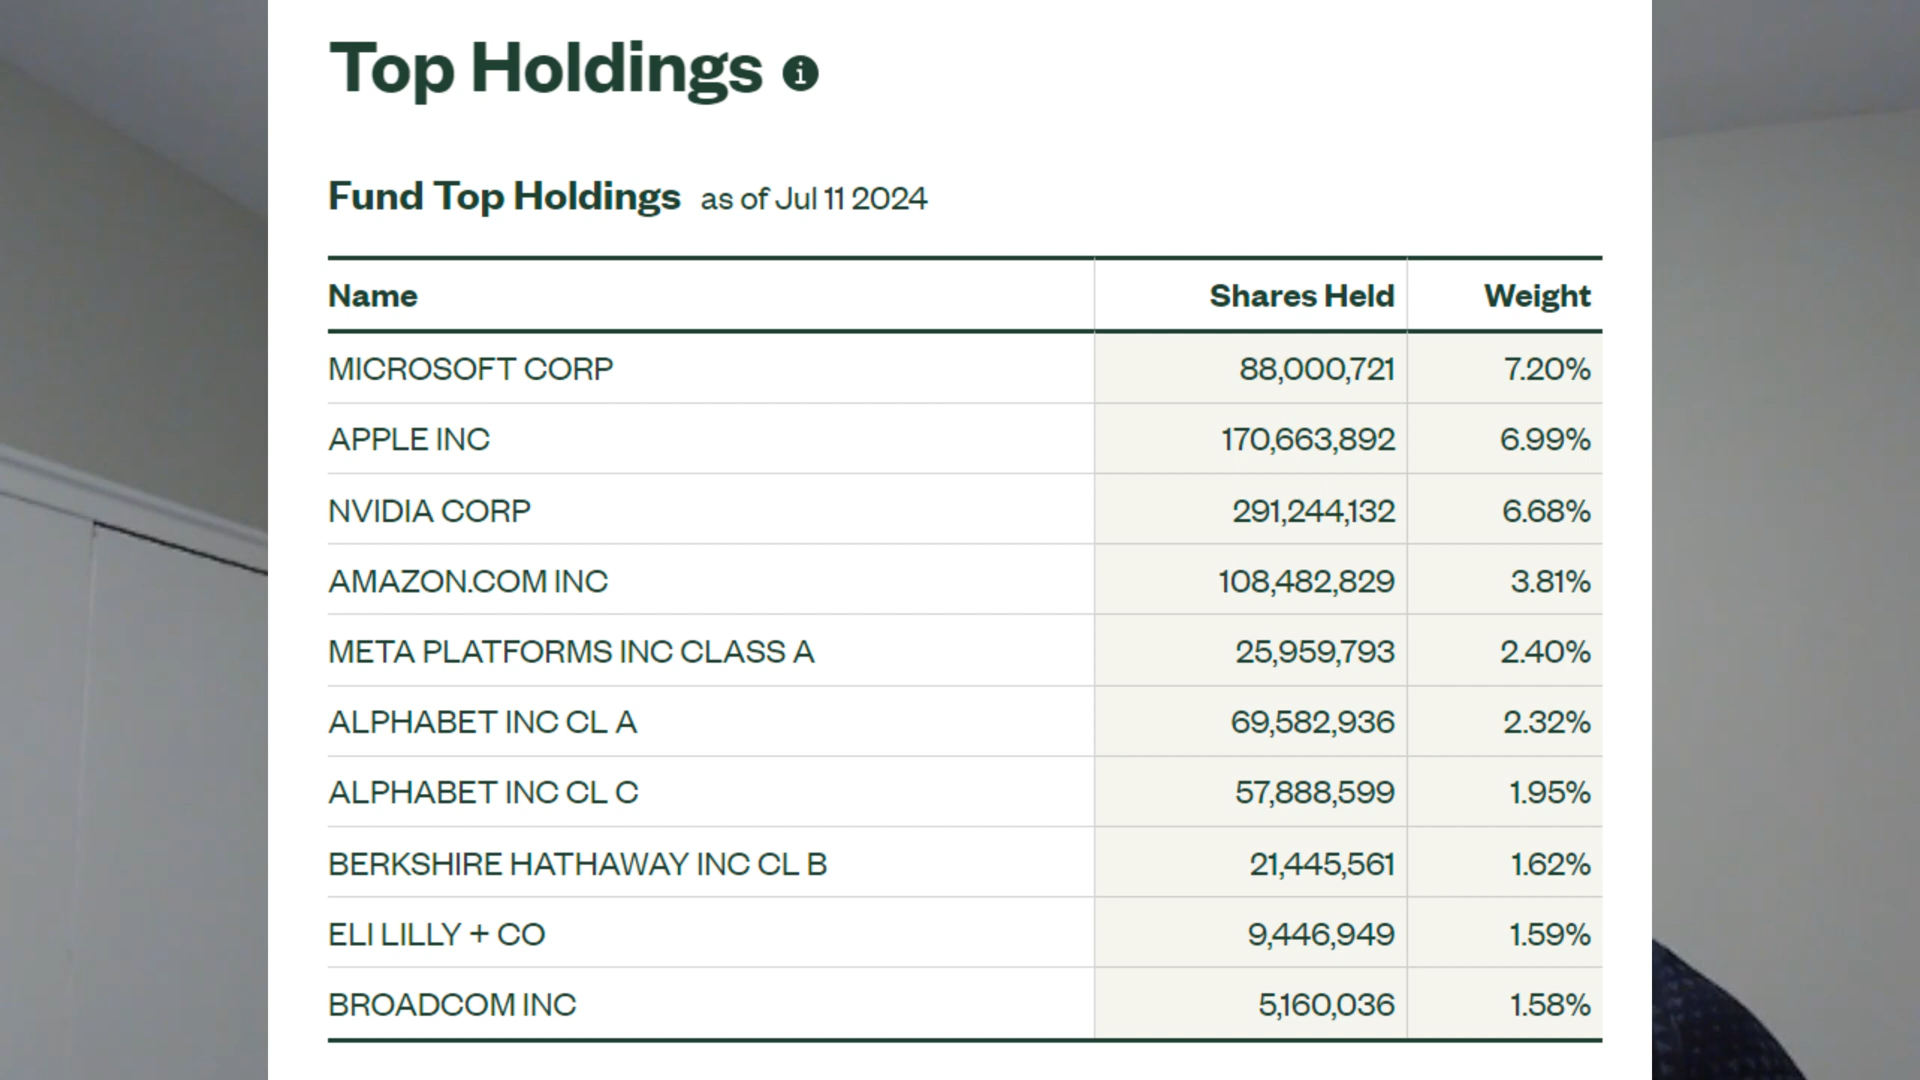 Top Holdings
Fund Top Holdings as of Jul 11 2024
Name Shares Held Weight
MICROSOFT CORP 88,000,721 7.20%
APPLE INC 170,663,892 6.99%
NVIDIA CORP 291,244,132 6.68%
AMAZON.COM INC 108,482,829 3.81%
META PLATFORMS INC CLASS A 25,959,793 2.40%
ALPHABET INC CL A 69,582,936 2.32%
ALPHABET INC CL C 57,888,599 1.95%
BERKSHIRE HATHAWAY INC CL B 21,445,561 1.62%
ELI LILLY + CO 9,446,949 1.59%
BROADCOM INC 5,160,036 1.58%